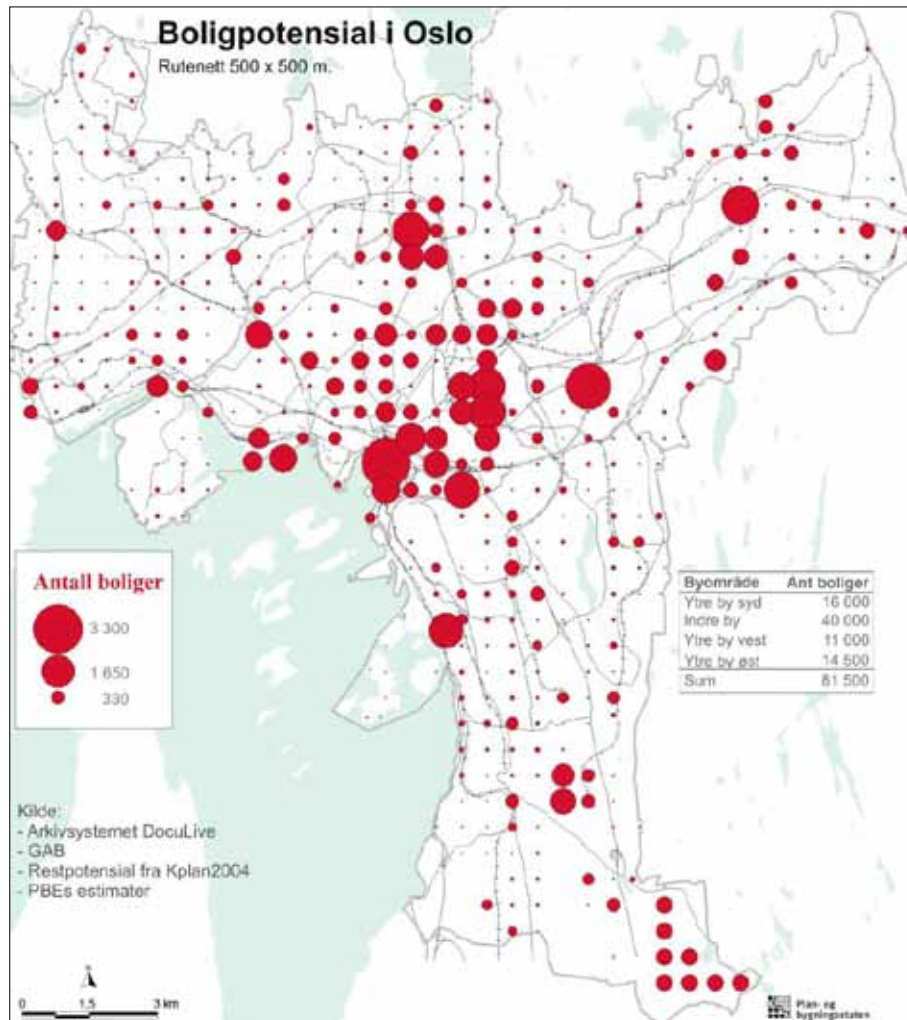 Boligpotensial i Oslo
Rutenett 500 x 500 m.
Antall boliger
3 300
1 650
330
Byområde Ant boliger
Ytre by syd 16 000
Indre by 40 000
Ytre by vest 11 000
Ytre by øst 14 500
Sum 81 500
Kilde:
- Arkivsystemet DocuLive
- GAB
- Restpotensial fra Kplan2004
- PBEs estimater
N
0 1,5 3 km
Plan- og
bygningsetaten